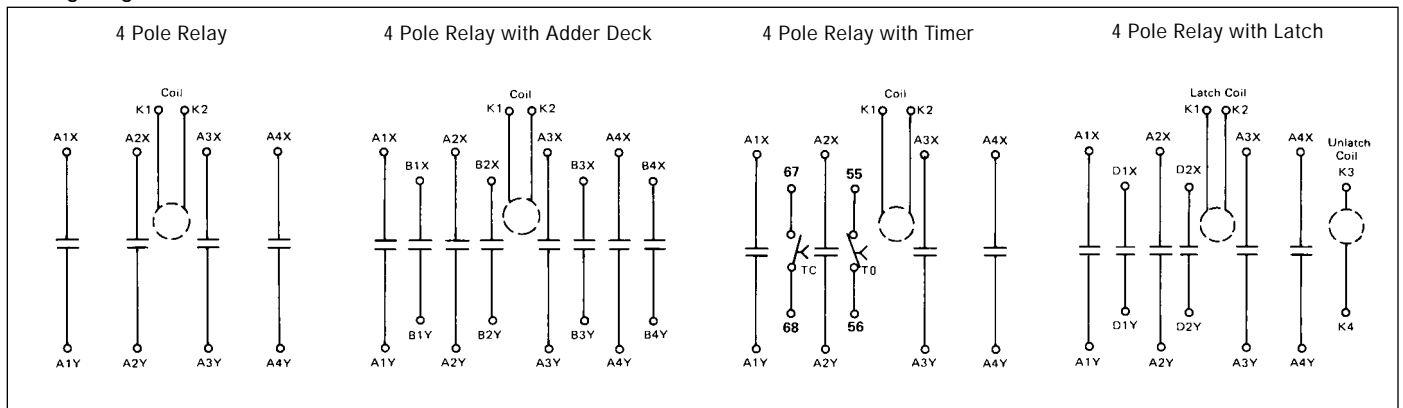 4 Pole Relay
Coil
K1 K2
A1X A2X A3X A4X
A1Y A2Y A3Y A4Y
4 Pole Relay with Adder Deck
Coil
K1 K2
A1X A2X A3X A4X
B1X B2X B3X B4X
B1Y B2Y B3Y B4Y
A1Y A2Y A3Y A4Y
4 Pole Relay with Timer
Coil
K1 K2
A1X A2X A3X A4X
67 55
TC TO
68 56
A1Y A2Y A3Y A4Y
4 Pole Relay with Latch
Latch Coil
K1 K2
A1X A2X A3X A4X
Unlatch
Coil
K3
D1X D2X
D1Y D2Y
K4
A1Y A2Y A3Y A4Y